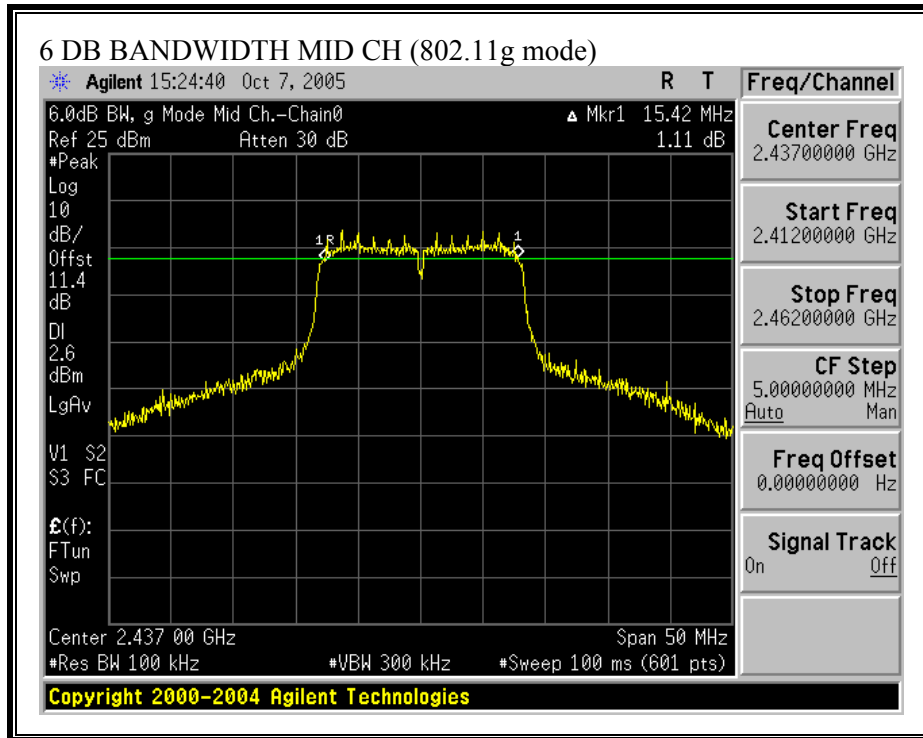 6 DB BANDWIDTH MID CH (802.11g mode)
Agilent 15:24:40 Oct 7, 2005 R T
6.0dB BW, g Mode Mid Ch.-Chain0 Δ Mkr1 15.42 MHz
Ref 25 dBm Atten 30 dB 1.11 dB
#Peak
Log
10
dB/
Offst
11.4
dB
DI
2.6
dBm
LgAv
V1 S2
S3 FC
£(f):
FTun
Swp
1R
1
Center 2.437 00 GHz Span 50 MHz
#Res BW 100 kHz #VBW 300 kHz #Sweep 100 ms (601 pts)
Copyright 2000-2004 Agilent Technologies
Freq/Channel
Center Freq
2.43700000 GHz
Start Freq
2.41200000 GHz
Stop Freq
2.46200000 GHz
CF Step
5.00000000 MHz
Auto Man
Freq Offset
0.00000000 Hz
Signal Track
On Off